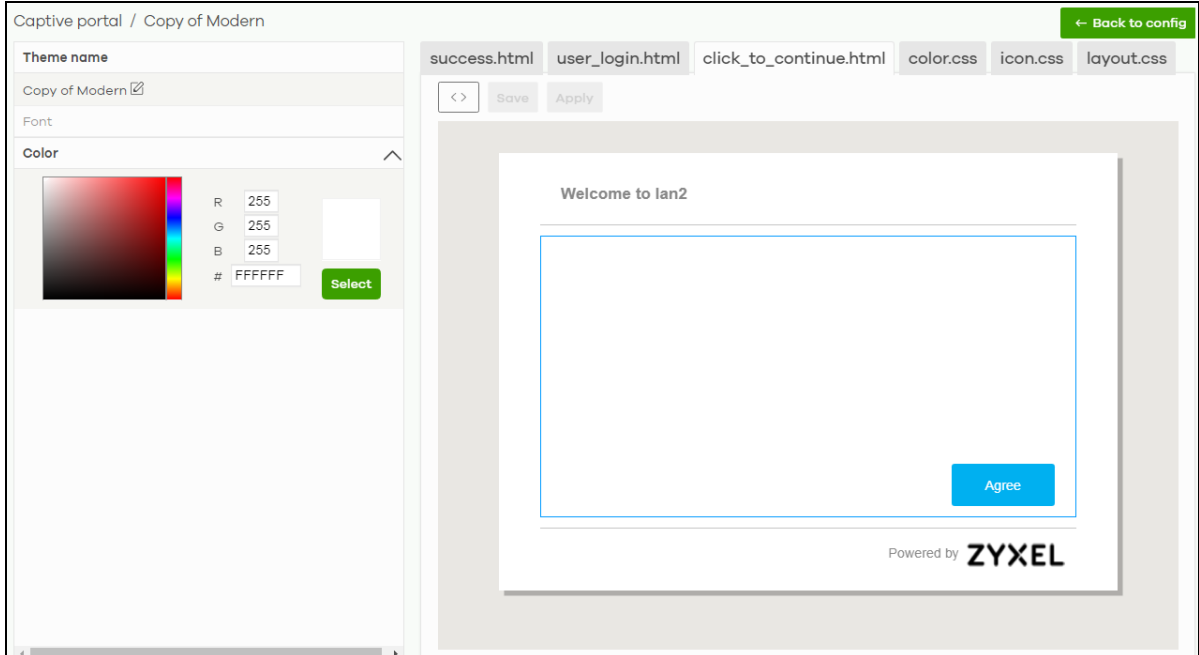 Captive portal / Copy of Modern
← Back to config
Theme name
Copy of Modern
Font
Color
R 255
G 255
B 255
# FFFFFF
Select
success.html user_login.html click_to_continue.html color.css icon.css layout.css
<> Save Apply
Welcome to lan2
Agree
Powered by ZYXEL